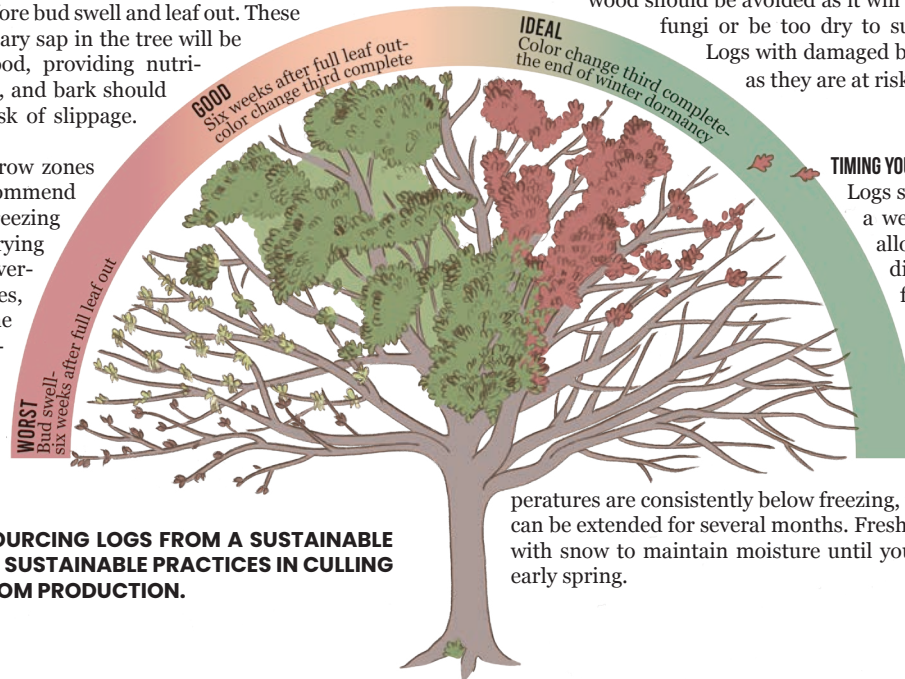 fore bud swell and leaf out. These
ary sap in the tree will be
ood, providing nutri-
, and bark should
sk of slippage.
row zones
ommend
eezing
rying
ver-
es,
e
-
WORST
Bud swell-
six weeks after full leaf out
GOOD
Six weeks after full leaf out-
color change third complete
IDEAL
Color change third complete-
the end of winter dormancy
wood should be avoided as it will
fungi or be too dry to su
Logs with damaged b
as they are at risk
TIMING YOU
Logs s
a we
allo
di
f
OURCING LOGS FROM A SUSTAINABLE
SUSTAINABLE PRACTICES IN CULLING
OM PRODUCTION.
peratures are consistently below freezing,
can be extended for several months. Fresh
with snow to maintain moisture until you
early spring.